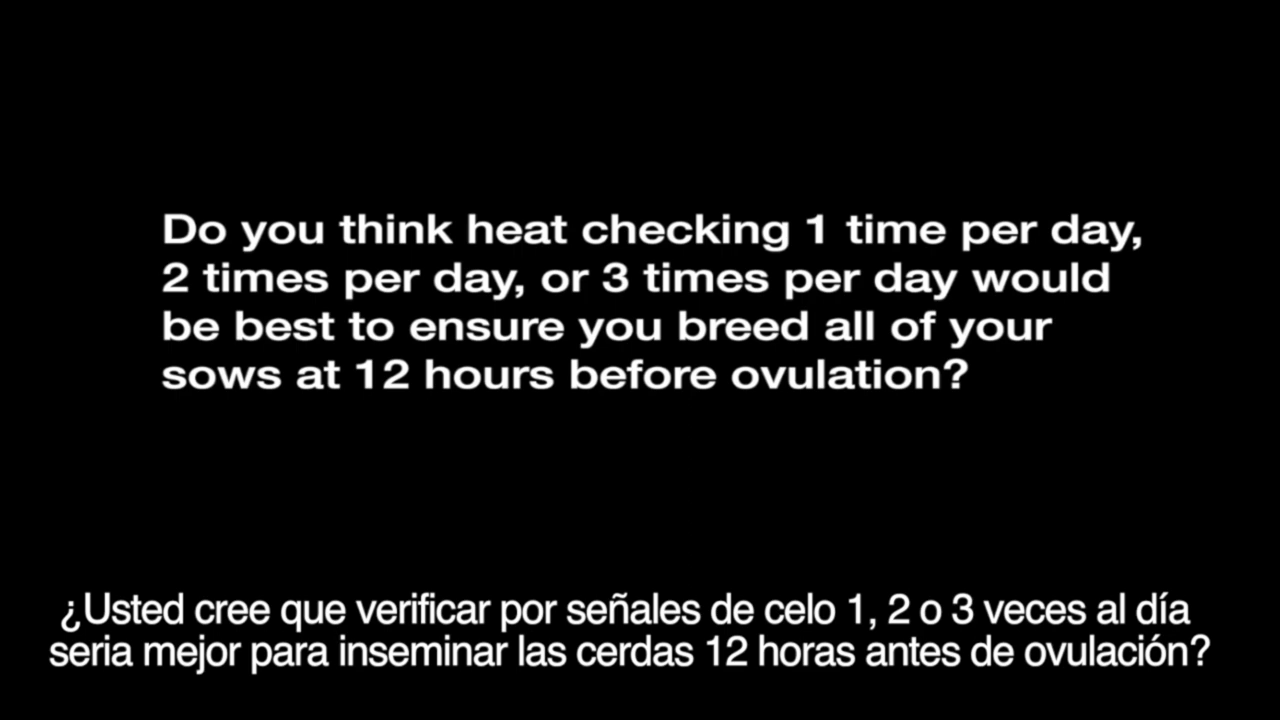 Do you think heat checking 1 time per day,
2 times per day, or 3 times per day would
be best to ensure you breed all of your
sows at 12 hours before ovulation?
¿Usted cree que verificar por señales de celo 1, 2 o 3 veces al día
seria mejor para inseminar las cerdas 12 horas antes de ovulación?